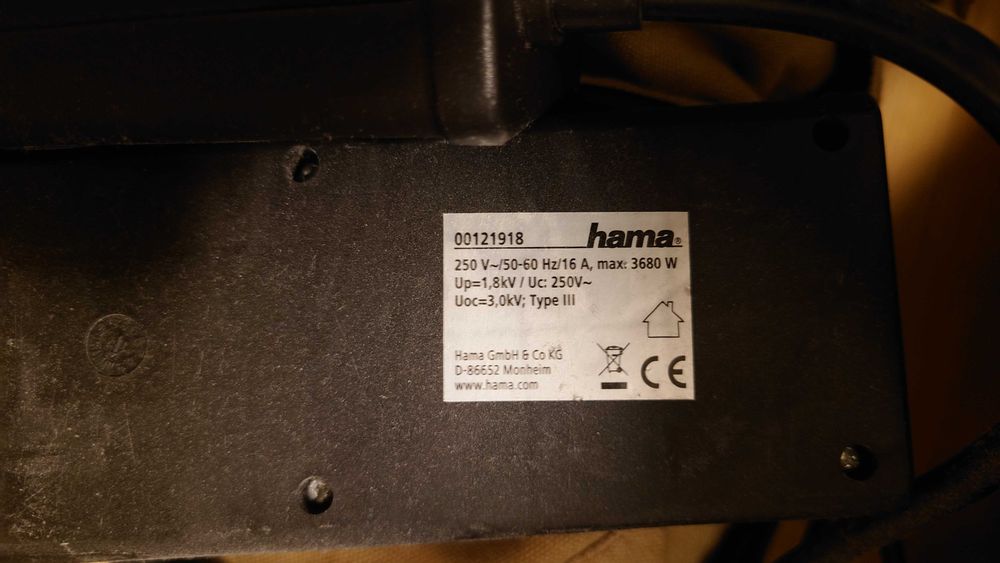 00121918 hama®
250 V~/50-60 Hz/16 A, max. 3680 W
Up=1,8kV / Uc: 250V~
Uoc=3,0kV; Type III
Hama GmbH & Co KG
D-86652 Monheim
www.hama.com
CE